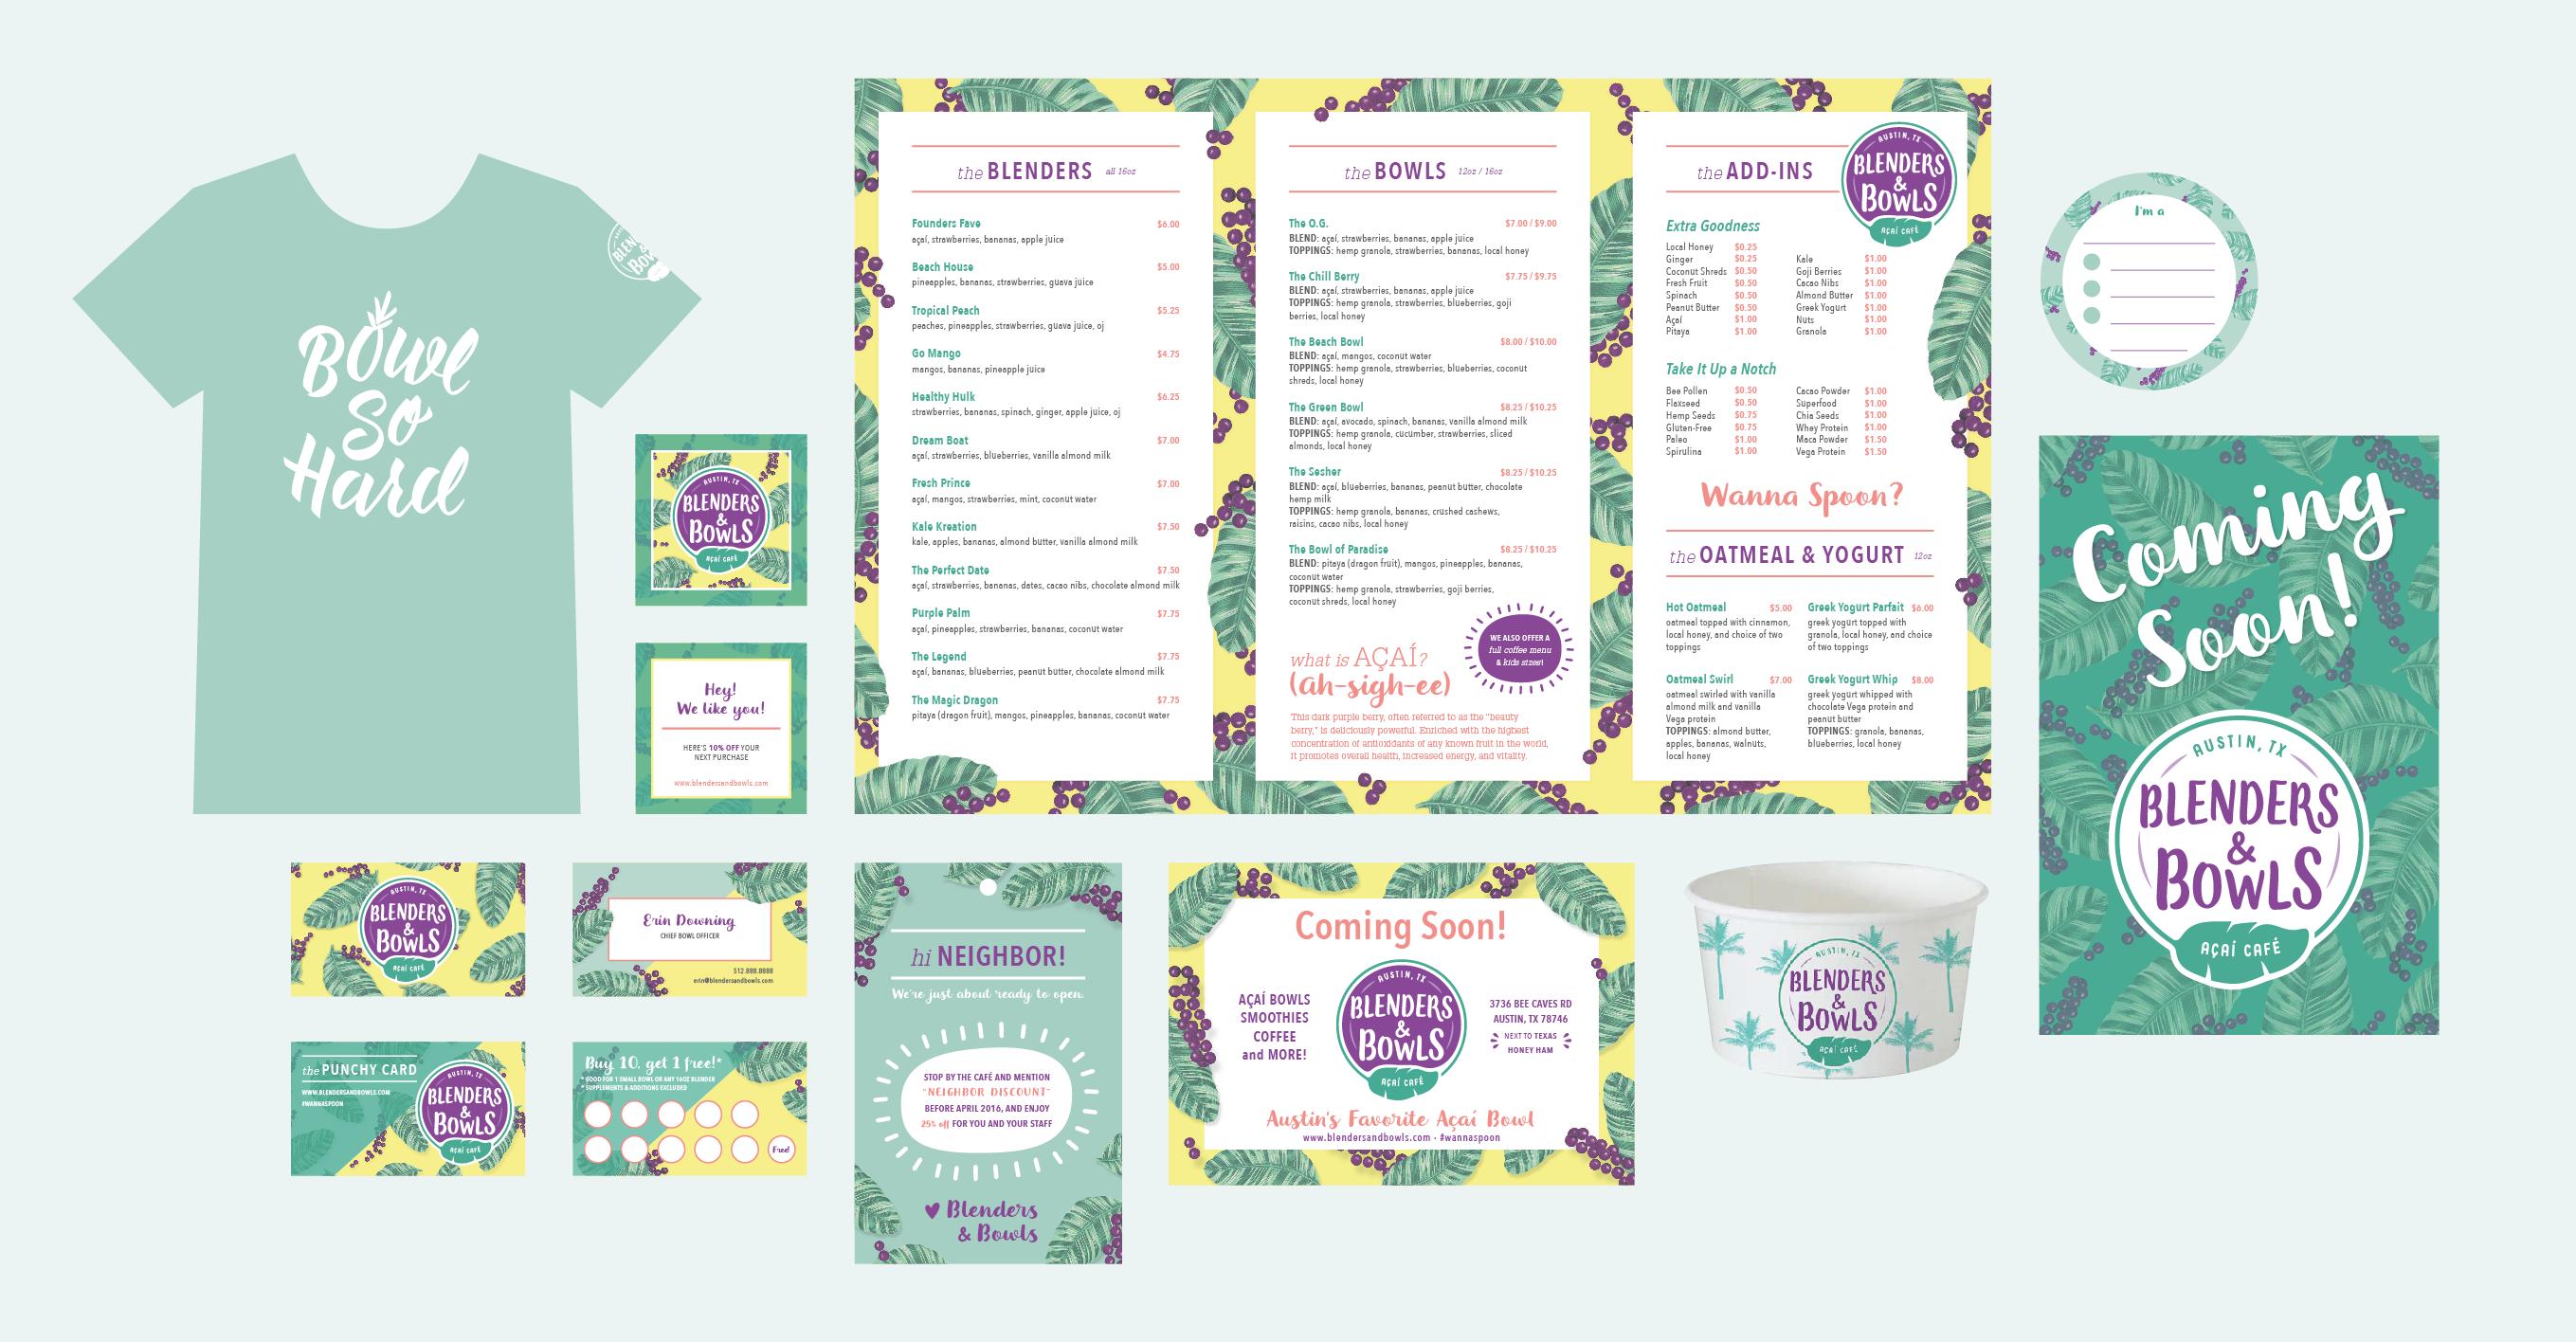 Bowl
So
Hard
AUSTIN, TX
BLENDERS
&
BOWLS
AÇAÍ CAFÉ
Hey!
We like you!
HERE'S 10% OFF YOUR
NEXT PURCHASE
www.blendersandbowls.com
the BLENDERS all 16oz
Founders Fave $6.00
açaí, strawberries, bananas, apple juice
Beach House $5.00
pineapples, bananas, strawberries, guava juice
Tropical Peach $5.25
peaches, pineapples, strawberries, guava juice, oj
Go Mango $4.75
mangos, bananas, pineapple juice
Healthy Hulk $6.25
strawberries, bananas, spinach, ginger, apple juice, oj
Dream Boat $7.00
açaí, strawberries, blueberries, vanilla almond milk
Fresh Prince $7.00
açaí, mangos, strawberries, mint, coconut water
Kale Kreation $7.50
kale, apples, bananas, almond butter, vanilla almond milk
The Perfect Date $7.50
açaí, strawberries, bananas, dates, cacao nibs, chocolate almond milk
Purple Palm $7.75
açaí, pineapples, strawberries, bananas, coconut water
The Legend $7.75
açaí, bananas, blueberries, peanut butter, chocolate almond milk
The Magic Dragon $7.75
pitaya (dragon fruit), mangos, pineapples, bananas, coconut water
the BOWLS 12oz / 16oz
The O.G. $7.00 / $9.00
BLEND: açaí, strawberries, bananas, apple juice
TOPPINGS: hemp granola, strawberries, bananas, local honey
The Chill Berry $7.75 / $9.75
BLEND: açaí, strawberries, bananas, apple juice
TOPPINGS: hemp granola, strawberries, blueberries, goji
berries, local honey
The Beach Bowl $8.00 / $10.00
BLEND: açaí, mangos, coconut water
TOPPINGS: hemp granola, strawberries, blueberries, coconut
shreds, local honey
The Green Bowl $8.25 / $10.25
BLEND: açaí, avocado, spinach, bananas, vanilla almond milk
TOPPINGS: hemp granola, cucumber, strawberries, sliced
almonds, local honey
The Sesher $8.25 / $10.25
BLEND: açaí, blueberries, bananas, peanut butter, chocolate
hemp milk
TOPPINGS: hemp granola, bananas, crushed cashews,
raisins, cacao nibs, local honey
The Bowl of Paradise $8.25 / $10.25
BLEND: pitaya (dragon fruit), mangos, pineapples, bananas,
coconut water
TOPPINGS: hemp granola, strawberries, goji berries,
coconut shreds, local honey
WE ALSO OFFER A
full coffee menu
& kids sizes!
what is AÇAÍ?
(ah-sigh-ee)
This dark purple berry, often referred to as the "beauty
berry," is deliciously powerful. Enriched with the highest
concentration of antioxidants of any known fruit in the world,
it promotes overall health, increased energy, and vitality.
the ADD-INS
AUSTIN, TX
BLENDERS
&
BOWLS
AÇAÍ CAFÉ
Extra Goodness
Local Honey $0.25
Ginger $0.25
Coconut Shreds $0.50
Fresh Fruit $0.50
Spinach $0.50
Peanut Butter $0.50
Açaí $1.00
Pitaya $1.00
Kale $1.00
Goji Berries $1.00
Cacao Nibs $1.00
Almond Butter $1.00
Greek Yogurt $1.00
Nuts $1.00
Granola $1.00
Take It Up a Notch
Bee Pollen $0.50
Flaxseed $0.50
Hemp Seeds $0.75
Gluten-Free $0.75
Paleo $1.00
Spirulina $1.00
Cacao Powder $1.00
Superfood $1.00
Chia Seeds $1.00
Whey Protein $1.00
Maca Powder $1.50
Vega Protein $1.50
Wanna Spoon?
the OATMEAL & YOGURT 12oz
Hot Oatmeal $5.00
oatmeal topped with cinnamon,
local honey, and choice of two
toppings
Greek Yogurt Parfait $6.00
greek yogurt topped with
granola, local honey, and choice
of two toppings
Oatmeal Swirl $7.00
oatmeal swirled with vanilla
almond milk and vanilla
Vega protein
TOPPINGS: almond butter,
apples, bananas, walnuts,
local honey
Greek Yogurt Whip $8.00
greek yogurt whipped with
chocolate Vega protein and
peanut butter
TOPPINGS: granola, bananas,
blueberries, local honey
I'm a
Coming
Soon!
AUSTIN, TX
BLENDERS
&
BOWLS
AÇAÍ CAFÉ
AUSTIN, TX
BLENDERS
&
BOWLS
AÇAÍ CAFÉ
Erin Downing
CHIEF BOWL OFFICER
512.000.0000
erin@blendersandbowls.com
the PUNCHY CARD
WWW.BLENDERSANDBOWLS.COM
#WANNASPOON
AUSTIN, TX
BLENDERS
&
BOWLS
AÇAÍ CAFÉ
Buy 10, get 1 free!*
* GOOD FOR 1 SMALL BOWL OR ANY 16OZ BLENDER
* SUPPLEMENTS & ADDITIONS EXCLUDED
Free!
hi NEIGHBOR!
We're just about ready to open.
STOP BY THE CAFÉ AND MENTION
"NEIGHBOR DISCOUNT"
BEFORE APRIL 2016, AND ENJOY
25% off FOR YOU AND YOUR STAFF
Blenders
& Bowls
Coming Soon!
AÇAÍ BOWLS
SMOOTHIES
COFFEE
and MORE!
AUSTIN, TX
BLENDERS
&
BOWLS
AÇAÍ CAFÉ
3736 BEE CAVES RD
AUSTIN, TX 78746
NEXT TO TEXAS
HONEY HAM
Austin's Favorite Açaí Bowl
www.blendersandbowls.com • #wannaspoon
AUSTIN, TX
BLENDERS
&
BOWLS
AÇAÍ CAFÉ